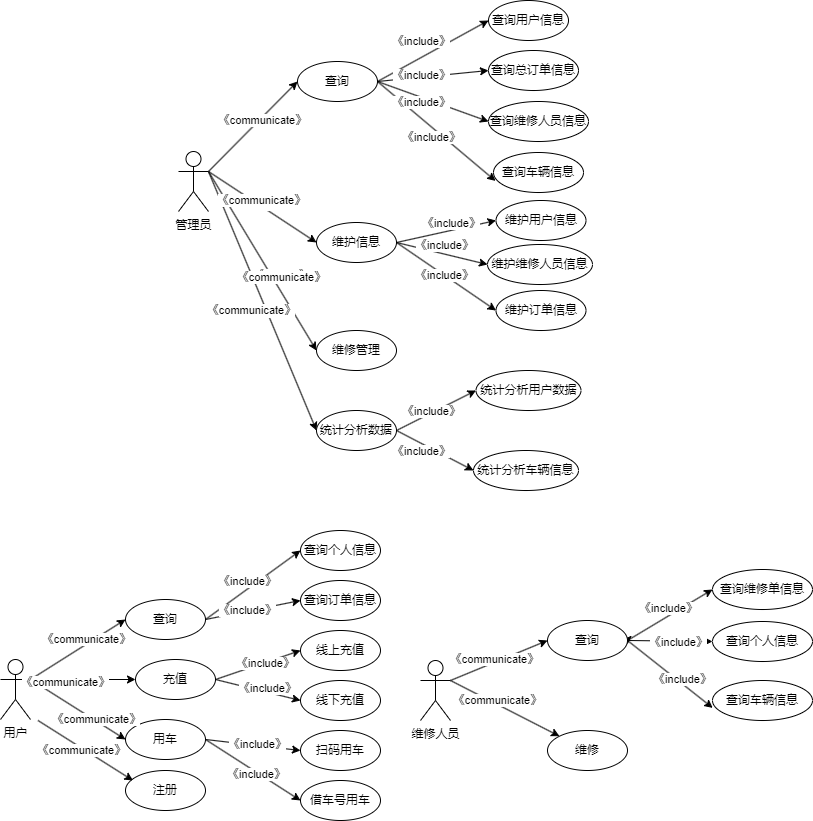 查询用户信息
《include》
查询总订单信息
《include》
查询
《include》
《communicate》
查询维修人员信息
《include》
查询车辆信息
管理员
《communicate》
维护用户信息
《include》
维护信息
《include》
维护维修人员信息
《include》
《communicate》
维护订单信息
《communicate》
维修管理
统计分析用户数据
《include》
统计分析数据
《include》
统计分析车辆信息
查询个人信息
《include》
查询订单信息
《include》
查询
《communicate》
线上充值
《include》
充值
《communicate》
《include》
线下充值
用户
《communicate》
用车
《include》
扫码用车
《communicate》
《include》
注册
借车号用车
查询维修单信息
《include》
查询
《include》
查询个人信息
《communicate》
《include》
查询车辆信息
《communicate》
维修人员
维修